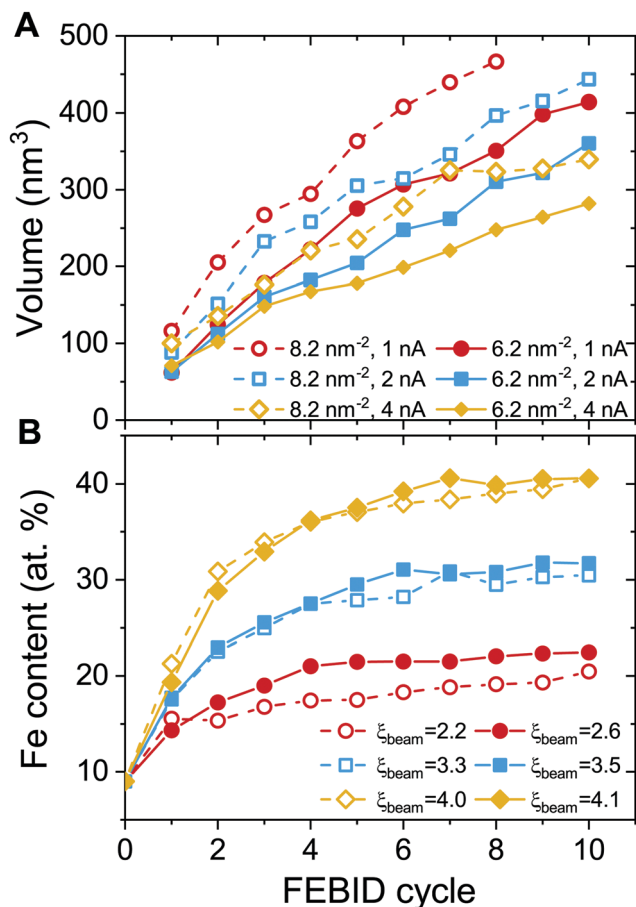 A
500
400
300
200
100
0
Volume (nm³)
8.2 nm⁻², 1 nA 6.2 nm⁻², 1 nA
8.2 nm⁻², 2 nA 6.2 nm⁻², 2 nA
8.2 nm⁻², 4 nA 6.2 nm⁻², 4 nA
B
40
30
20
10
Fe content (at. %)
ξbeam=2.2 ξbeam=2.6
ξbeam=3.3 ξbeam=3.5
ξbeam=4.0 ξbeam=4.1
0 2 4 6 8 10
FEBID cycle